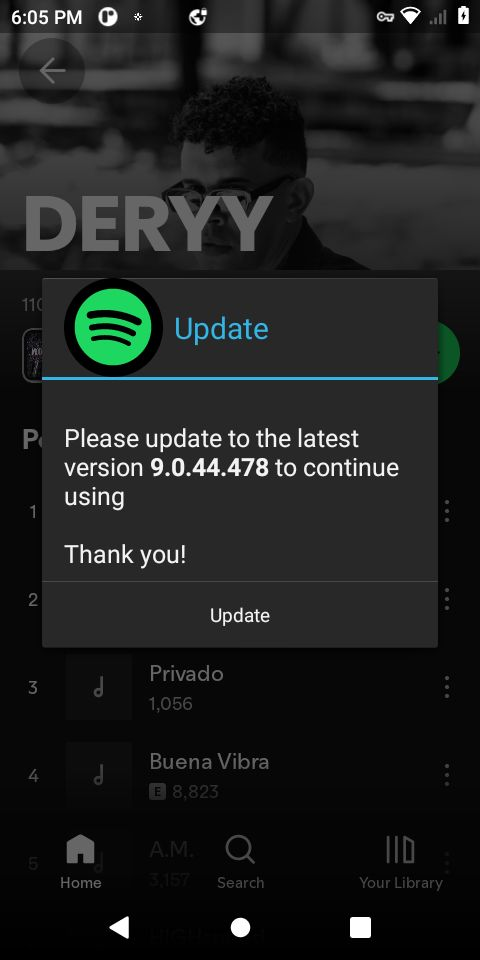 6:05 PM
DERYY
110
Update
Please update to the latest
version 9.0.44.478 to continue
using
Thank you!
Update
1
2
3
Privado
1,056
4
Buena Vibra
E 8,823
5
A.M.
3,157
Home
Search
Your Library